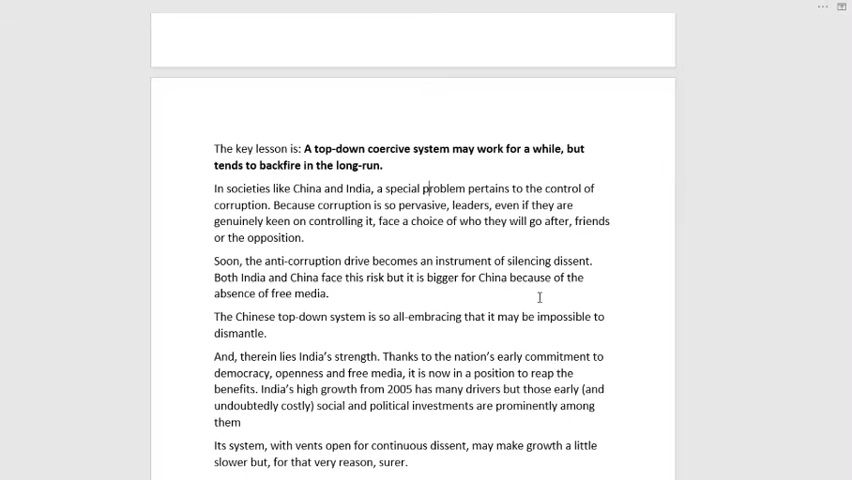 The key lesson is: A top-down coercive system may work for a while, but
tends to backfire in the long-run.
In societies like China and India, a special problem pertains to the control of
corruption. Because corruption is so pervasive, leaders, even if they are
genuinely keen on controlling it, face a choice of who they will go after, friends
or the opposition.
Soon, the anti-corruption drive becomes an instrument of silencing dissent.
Both India and China face this risk but it is bigger for China because of the
absence of free media.
The Chinese top-down system is so all-embracing that it may be impossible to
dismantle.
And, therein lies India's strength. Thanks to the nation's early commitment to
democracy, openness and free media, it is now in a position to reap the
benefits. India's high growth from 2005 has many drivers but those early (and
undoubtedly costly) social and political investments are prominently among
them
Its system, with vents open for continuous dissent, may make growth a little
slower but, for that very reason, surer.